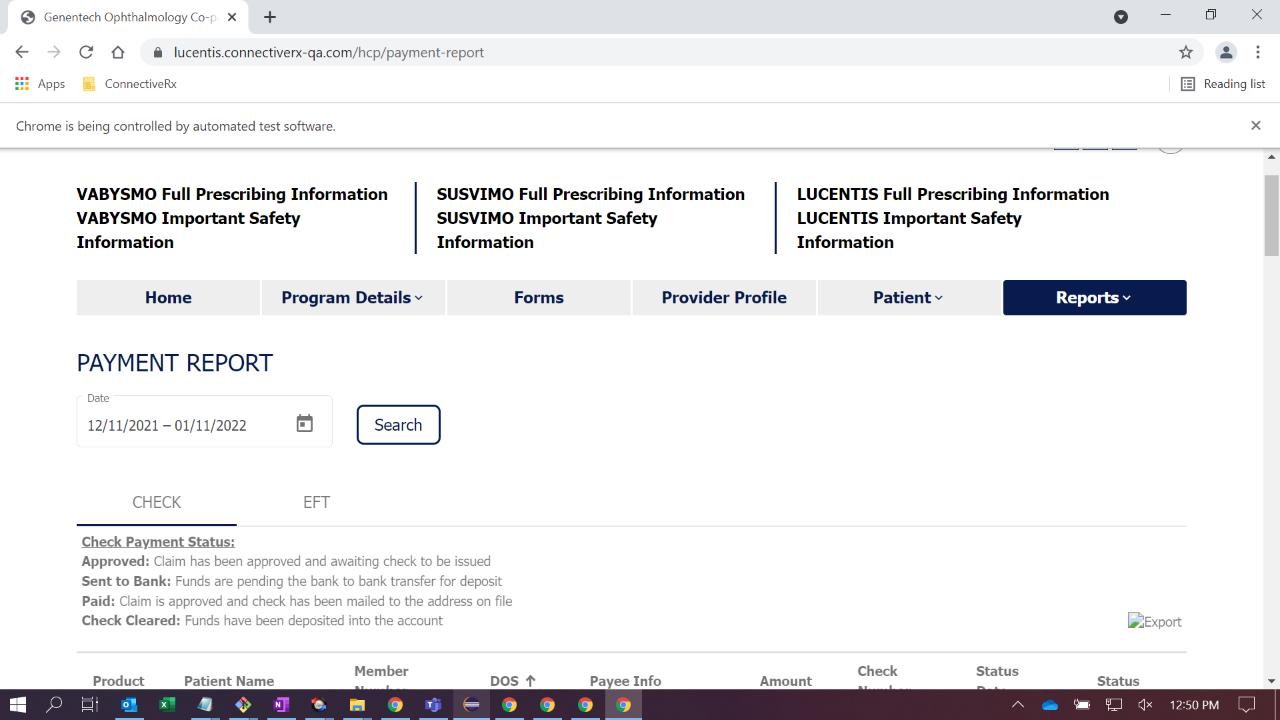 Genentech Ophthalmology Co-p
lucentis.connectiverx-qa.com/hcp/payment-report
Apps
ConnectiveRx
Reading list
Chrome is being controlled by automated test software.
VABYSMO Full Prescribing Information
VABYSMO Important Safety
Information
SUSVIMO Full Prescribing Information
SUSVIMO Important Safety
Information
LUCENTIS Full Prescribing Information
LUCENTIS Important Safety
Information
Home
Program Details
Forms
Provider Profile
Patient
Reports
PAYMENT REPORT
Date
12/11/2021 – 01/11/2022
Search
CHECK
EFT
Check Payment Status:
Approved: Claim has been approved and awaiting check to be issued
Sent to Bank: Funds are pending the bank to bank transfer for deposit
Paid: Claim is approved and check has been mailed to the address on file
Check Cleared: Funds have been deposited into the account
Export
Product
Patient Name
Member
DOS ↑
Payee Info
Amount
Check
Status
Status
12:50 PM